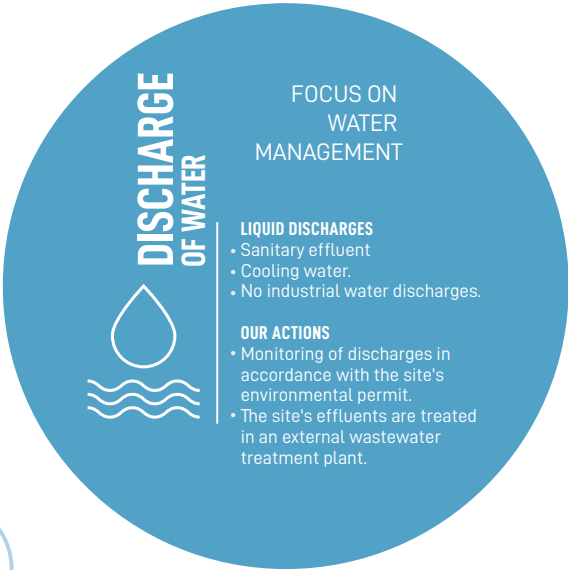 DISCHARGE
OF WATER
FOCUS ON
WATER
MANAGEMENT
LIQUID DISCHARGES
• Sanitary effluent
• Cooling water.
• No industrial water discharges.
OUR ACTIONS
• Monitoring of discharges in
accordance with the site's
environmental permit.
• The site's effluents are treated
in an external wastewater
treatment plant.